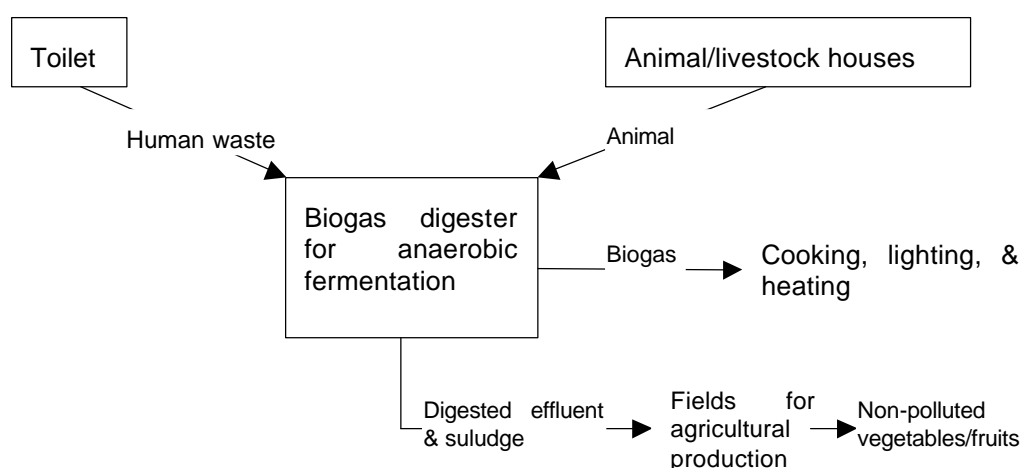 Toilet
Animal/livestock houses
Human waste
Animal
Biogas digester
for anaerobic
fermentation
Biogas
Cooking, lighting, &
heating
Digested effluent
& suludge
Fields for
agricultural
production
Non-polluted
vegetables/fruits